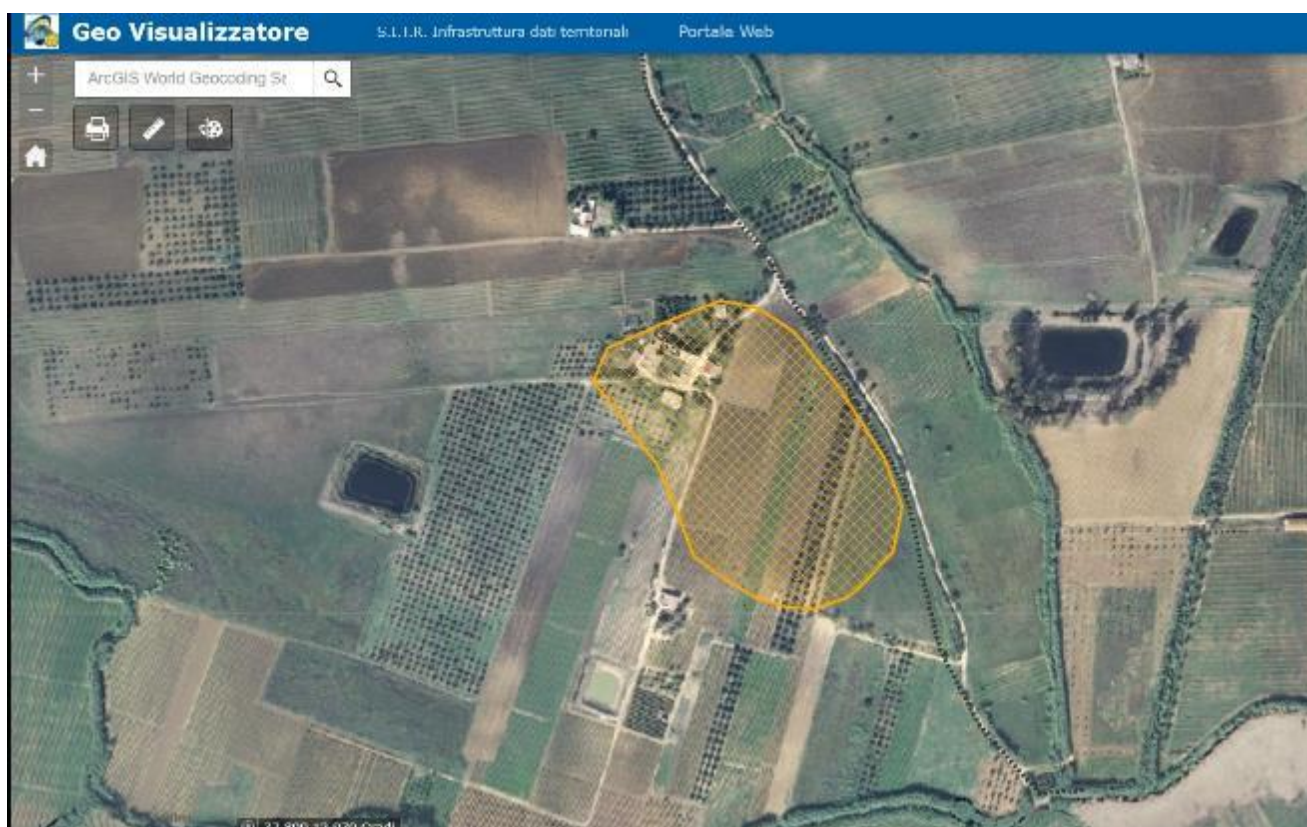 Geo Visualizzatore
S.I.T.R. Infrastruttura dati territoriali
Portale Web
ArcGIS World Geocoding Se